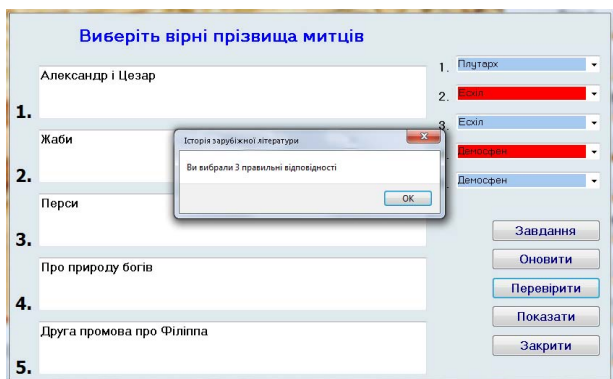 Виберіть вірні прізвища митців
Александр і Цезар
1.
Жаби
2.
Перси
3.
Про природу богів
4.
Друга промова про Філіппа
5.
1. Плутарх
2. Есхіл
3. Есхіл
Демосфен
Демосфен
Історія зарубіжної літератури
Ви вибрали 3 правильні відповідності
OK
Завдання
Оновити
Перевірити
Показати
Закрити